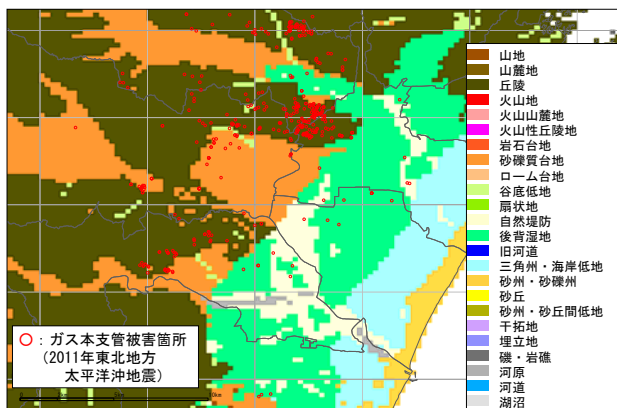 山地
山麓地
丘陵
火山地
火山山麓地
火山性丘陵地
岩石台地
砂礫質台地
ローム台地
谷底低地
扇状地
自然堤防
後背湿地
旧河道
三角州・海岸低地
砂州・砂礫州
砂丘
砂州・砂丘間低地
干拓地
埋立地
磯・岩礁
河原
河道
湖沼
○：ガス本支管被害箇所
（2011年東北地方
太平洋沖地震）